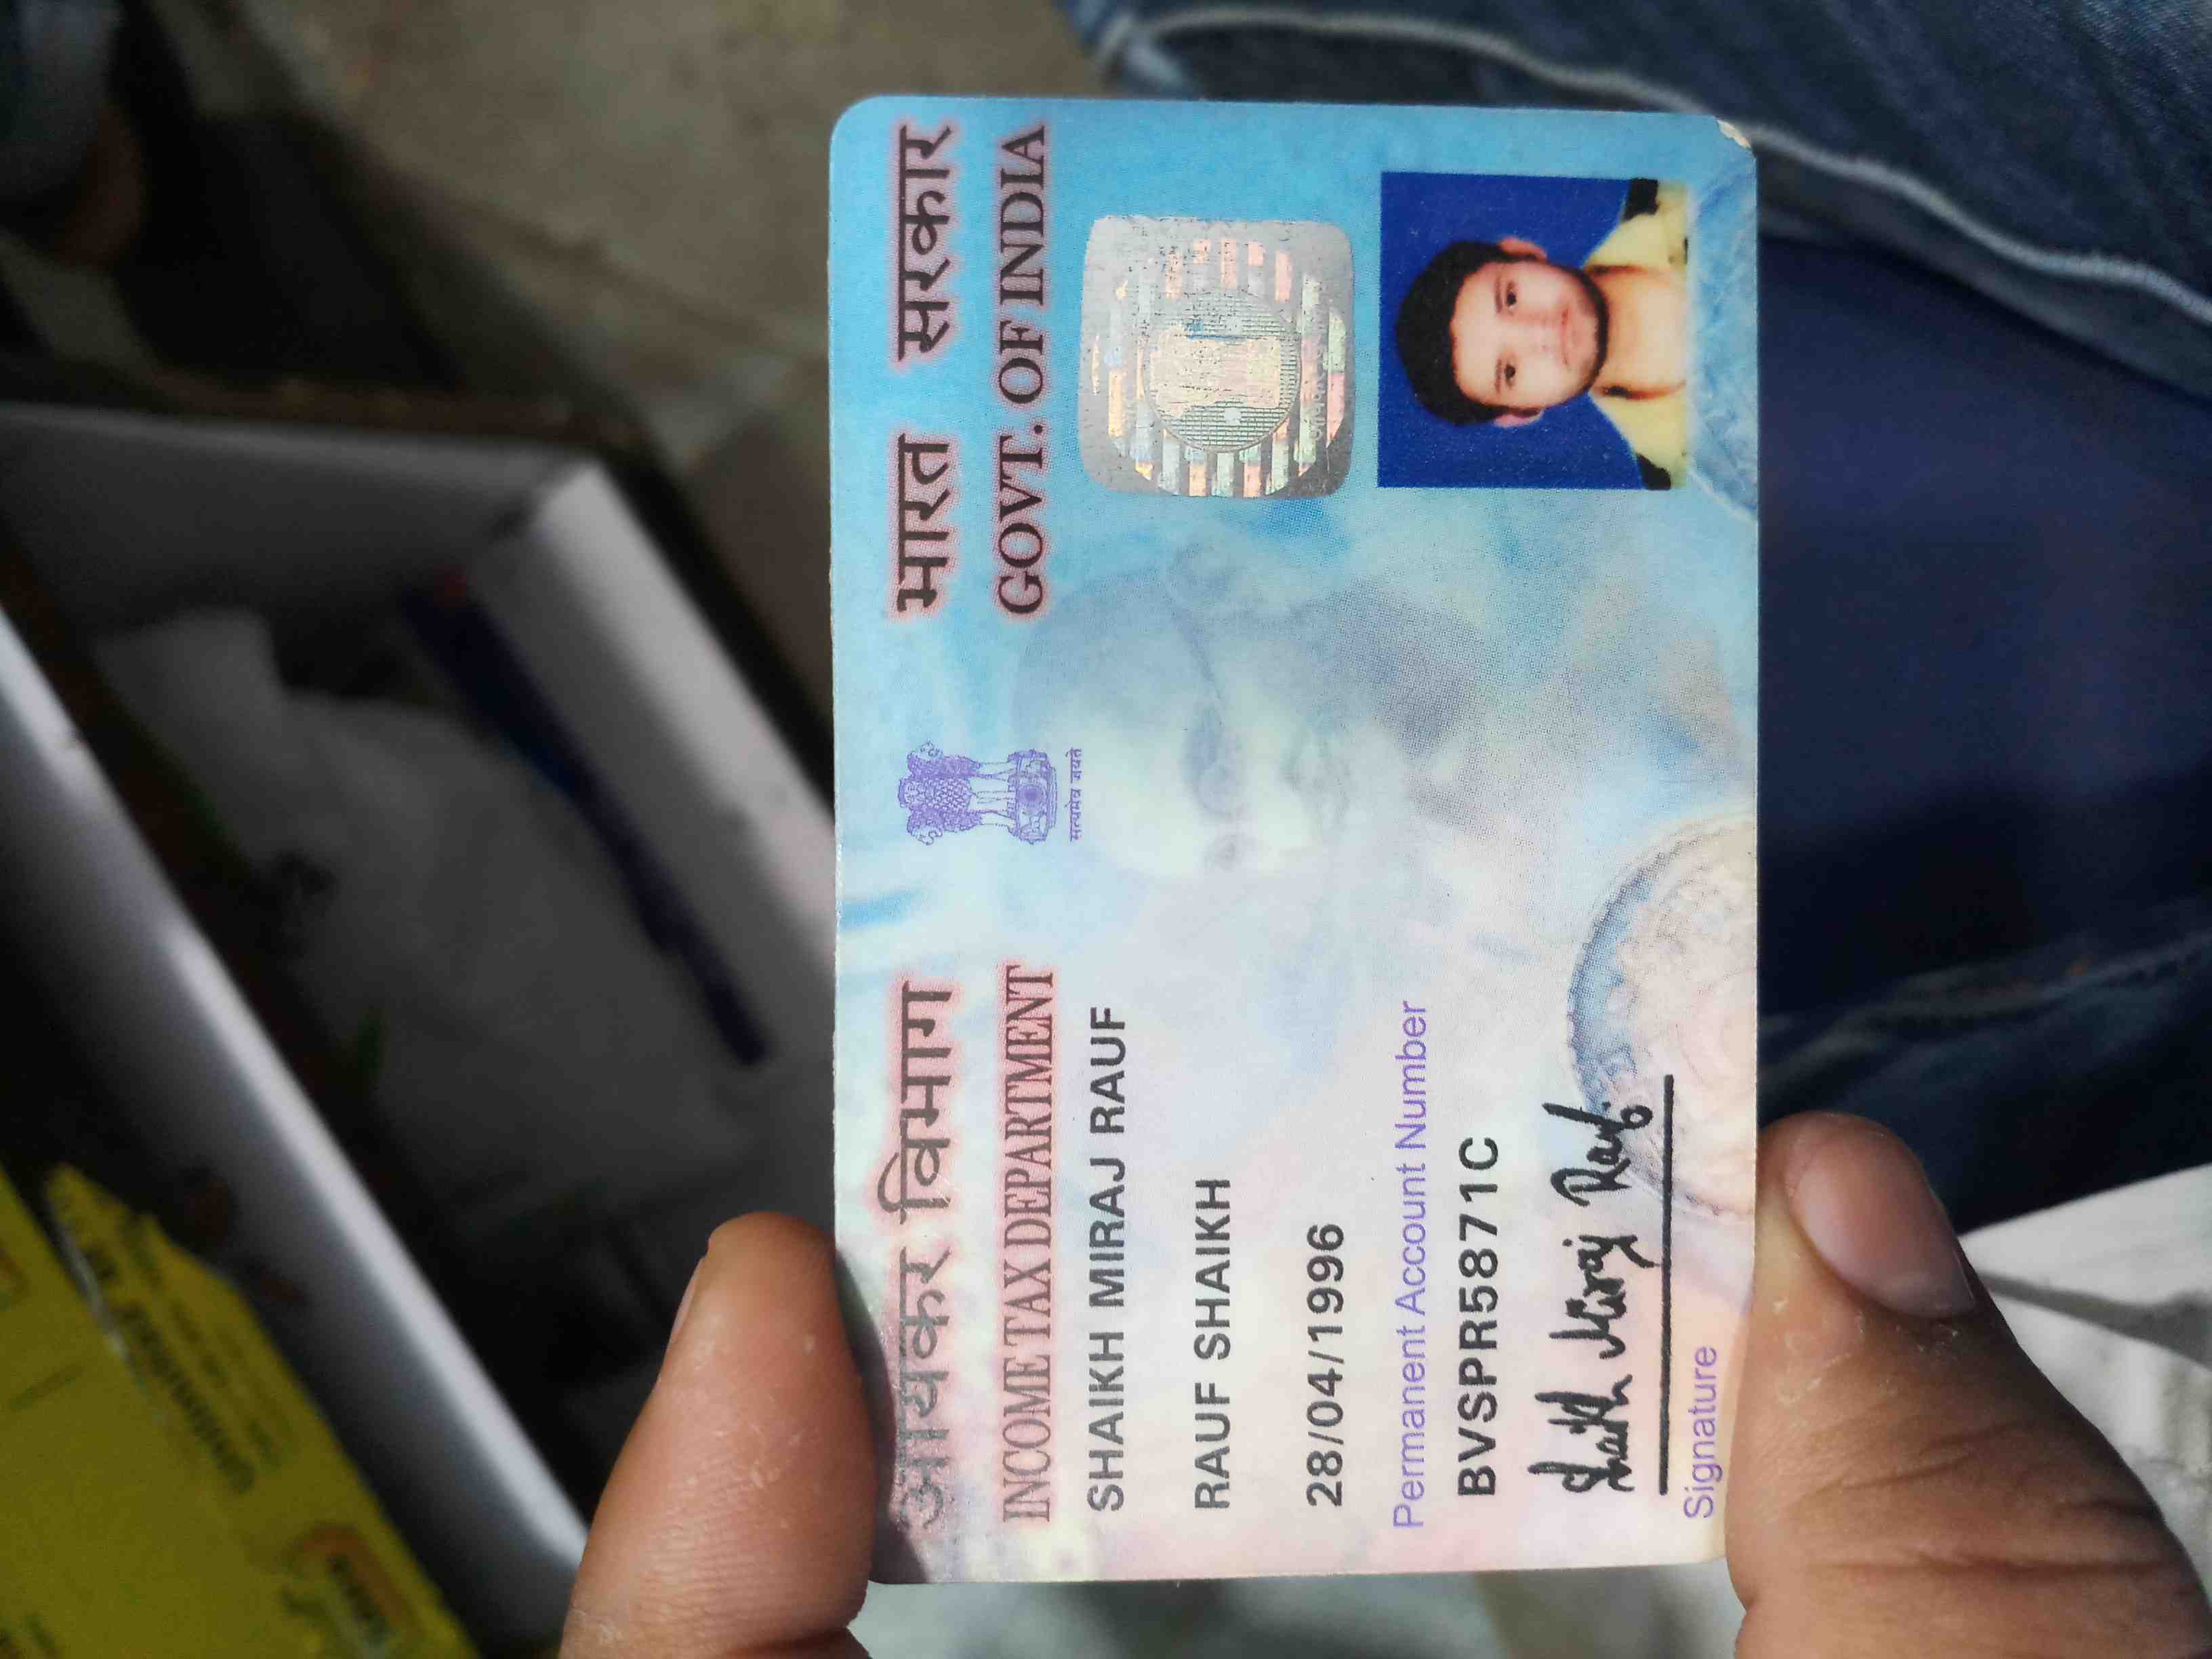 आयकर विभाग
INCOME TAX DEPARTMENT
सत्यमेव जयते
भारत सरकार
GOVT. OF INDIA
SHAIKH MIRAJ RAUF
RAUF SHAIKH
28/04/1996
Permanent Account Number
BVSPR5871C
Shaikh Miraj Rauf
Signature